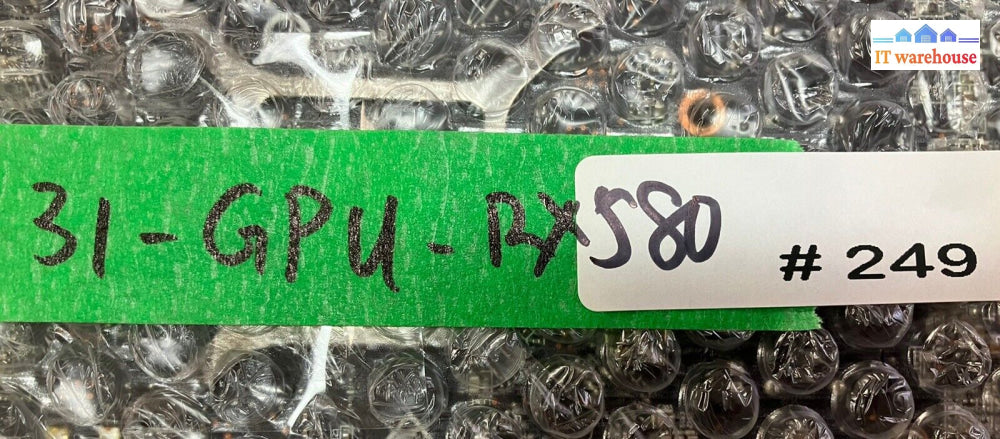 IT warehouse
31-GPU-RX580
# 249